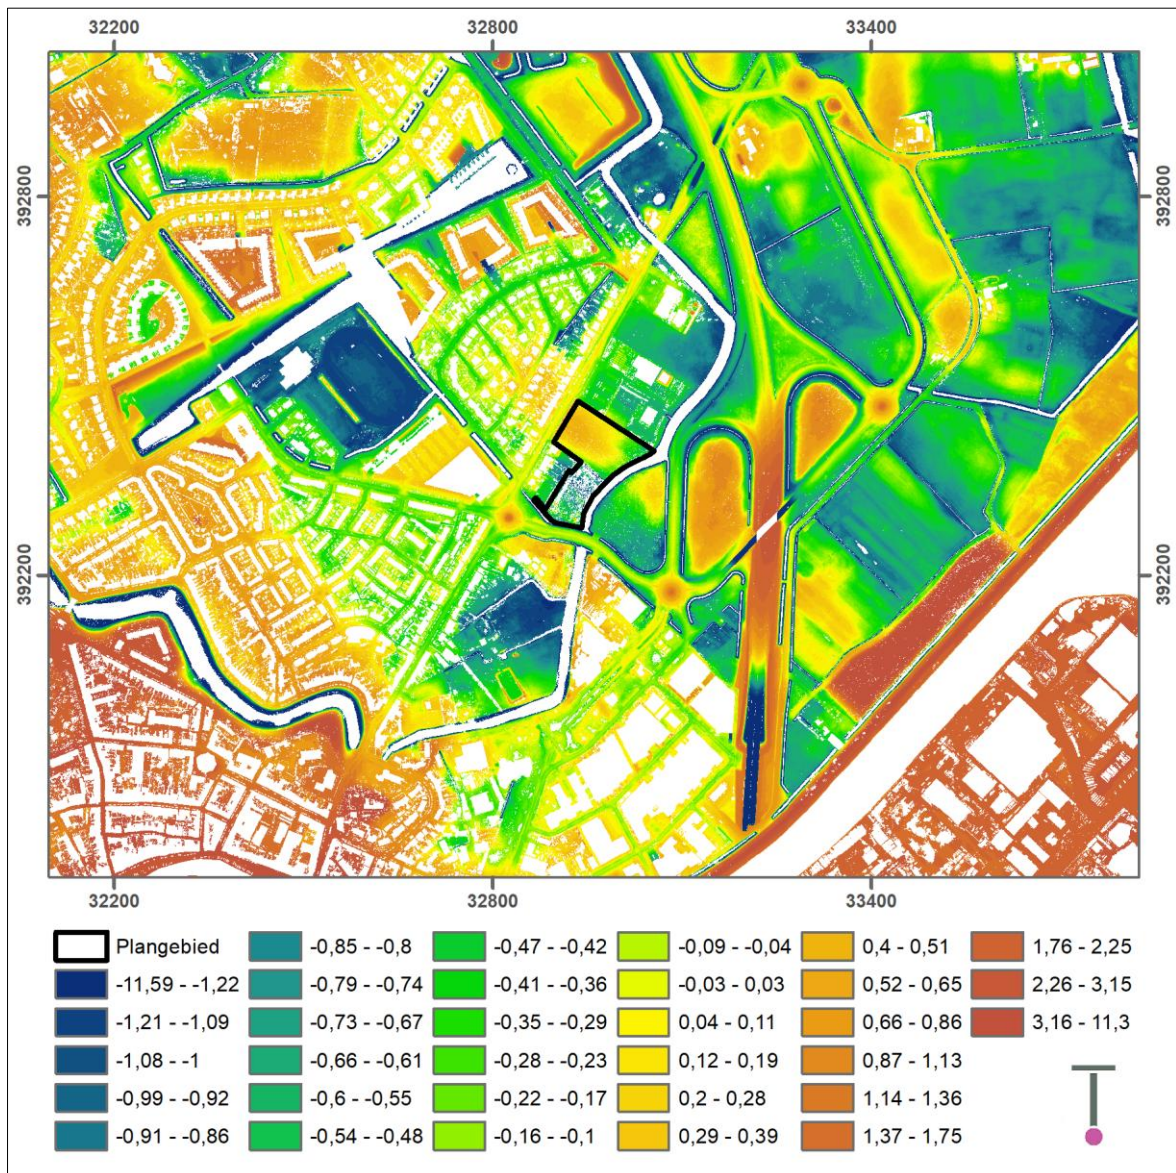 32200 32800 33400
392800 392800
392200 392200
32200 32800 33400
Plangebied -0,85 - -0,8 -0,47 - -0,42 -0,09 - -0,04 0,4 - 0,51 1,76 - 2,25
-11,59 - -1,22 -0,79 - -0,74 -0,41 - -0,36 -0,03 - 0,03 0,52 - 0,65 2,26 - 3,15
-1,21 - -1,09 -0,73 - -0,67 -0,35 - -0,29 0,04 - 0,11 0,66 - 0,86 3,16 - 11,3
-1,08 - -1 -0,66 - -0,61 -0,28 - -0,23 0,12 - 0,19 0,87 - 1,13
-0,99 - -0,92 -0,6 - -0,55 -0,22 - -0,17 0,2 - 0,28 1,14 - 1,36
-0,91 - -0,86 -0,54 - -0,48 -0,16 - -0,1 0,29 - 0,39 1,37 - 1,75